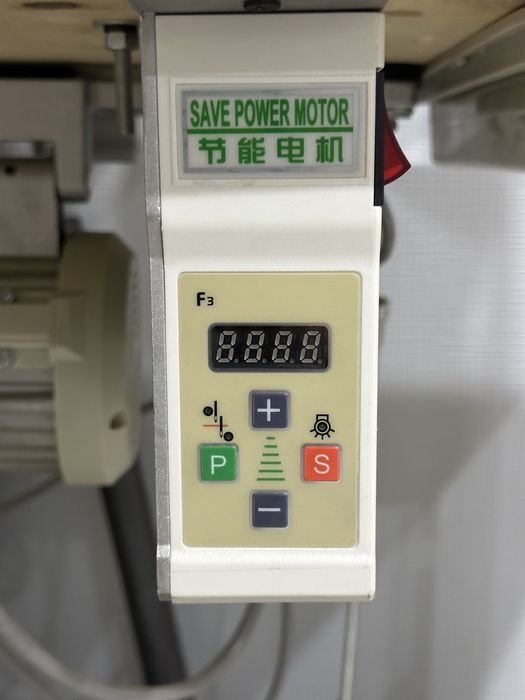 SAVE POWER MOTOR
节能电机
F3
8.8.8.8
+
P
S
−